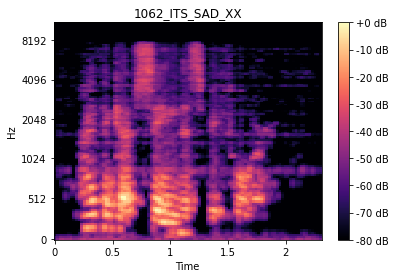 1062_ITS_SAD_XX
8192
4096
2048
1024
512
0
Hz
0
0.5
1
1.5
2
Time
+0 dB
-10 dB
-20 dB
-30 dB
-40 dB
-50 dB
-60 dB
-70 dB
-80 dB